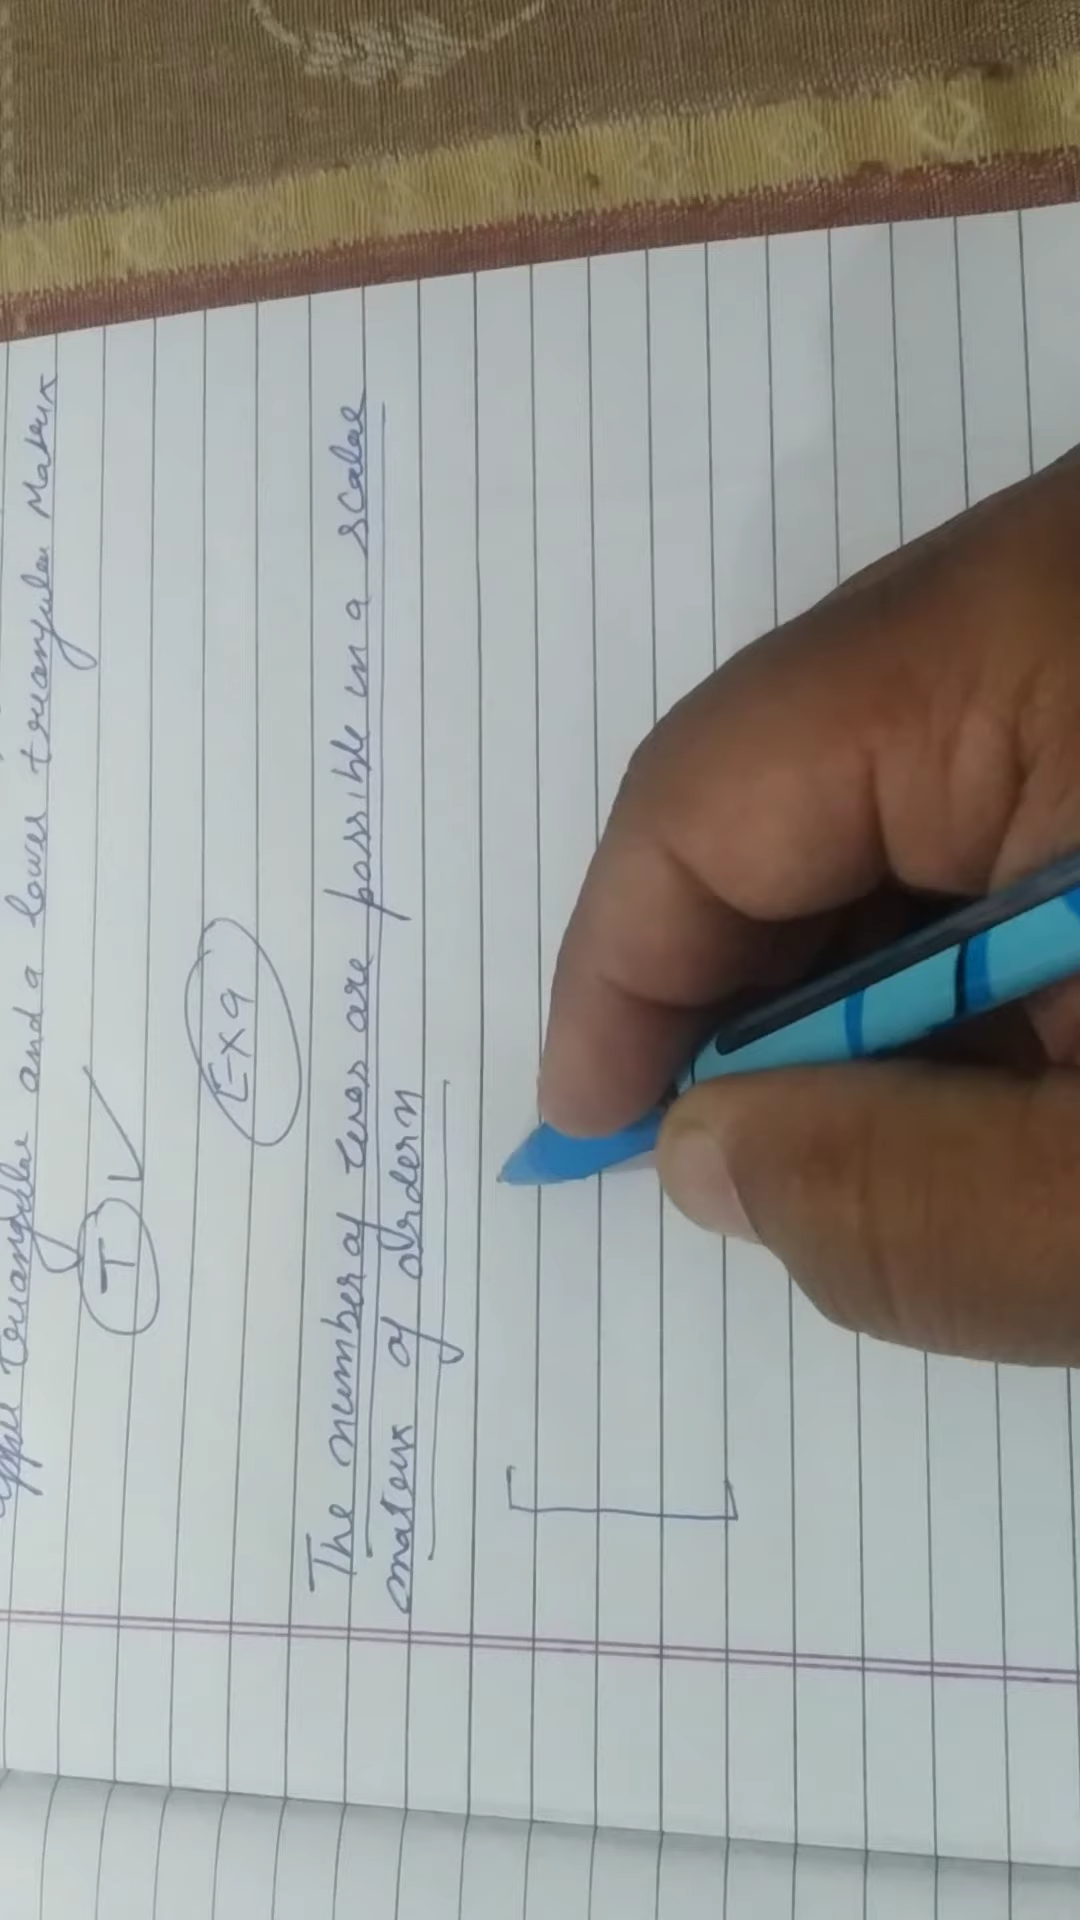 upper triangular and a lower triangular Matrix
T
Ex 9
The number of zeros are possible in a scalar
matrix of order n